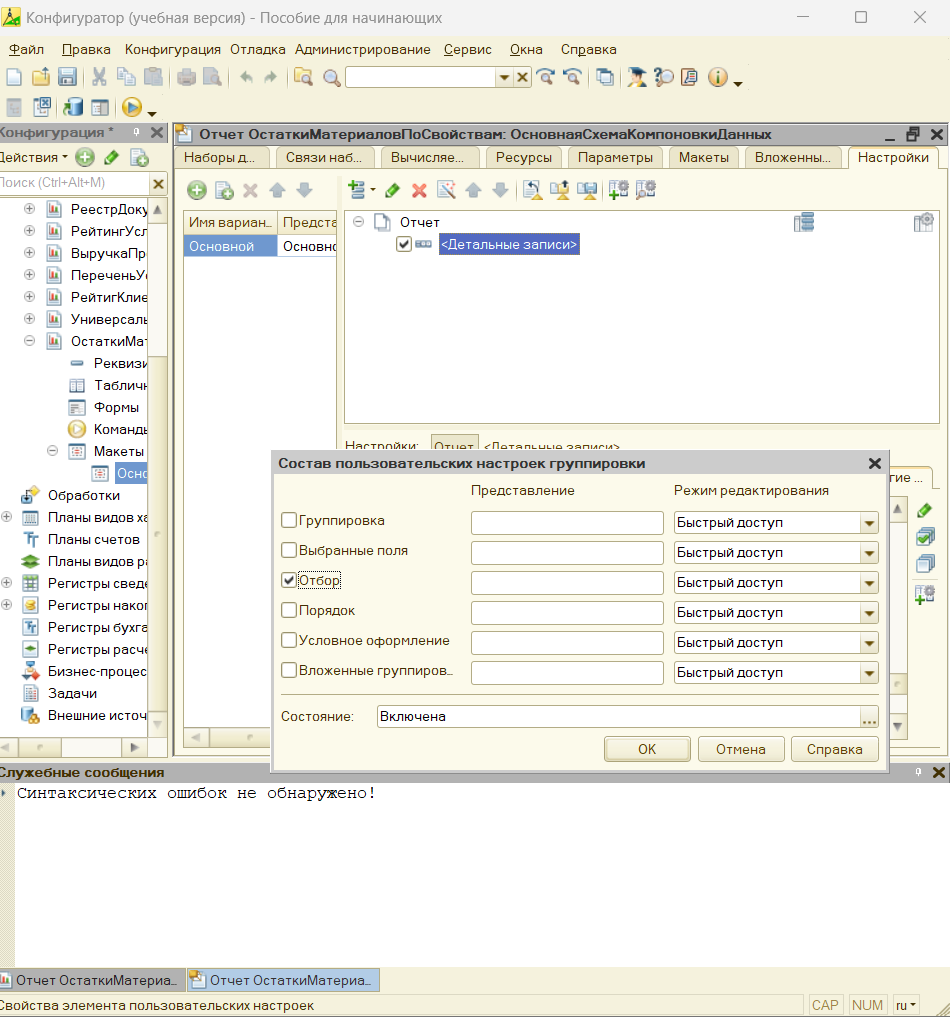 Конфигуратор (учебная версия) - Пособие для начинающих
Файл Правка Конфигурация Отладка Администрирование Сервис Окна Справка
Конфигурация *
Действия
Поиск (Ctrl+Alt+M)
РеестрДоку
РейтингУсл
ВыручкаПр
ПереченьУ
РейтигКлие
Универсаль
ОстаткиМат
Реквизи
Табличн
Формы
Команды
Макеты
Осно
Обработки
Планы видов ха
Планы счетов
Планы видов ра
Регистры сведе
Регистры накоп
Регистры бухга
Регистры расче
Бизнес-процес
Задачи
Внешние источ
Отчет ОстаткиМатериаловПоСвойствам: ОсновнаяСхемаКомпоновкиДанных
Наборы д... Связи наб... Вычисляе... Ресурсы Параметры Макеты Вложенны... Настройки
Имя вариан... Предста
Основной Основно
Отчет
<Детальные записи>
Настройки: Отчет <Детальные записи>
гие ...
Состав пользовательских настроек группировки
Представление Режим редактирования
Группировка Быстрый доступ
Выбранные поля Быстрый доступ
Отбор Быстрый доступ
Порядок Быстрый доступ
Условное оформление Быстрый доступ
Вложенные группиров... Быстрый доступ
Состояние: Включена ...
OK Отмена Справка
Служебные сообщения
Синтаксических ошибок не обнаружено!
Отчет ОстаткиМатериа... Отчет ОстаткиМатериа...
Свойства элемента пользовательских настроек CAP NUM ru